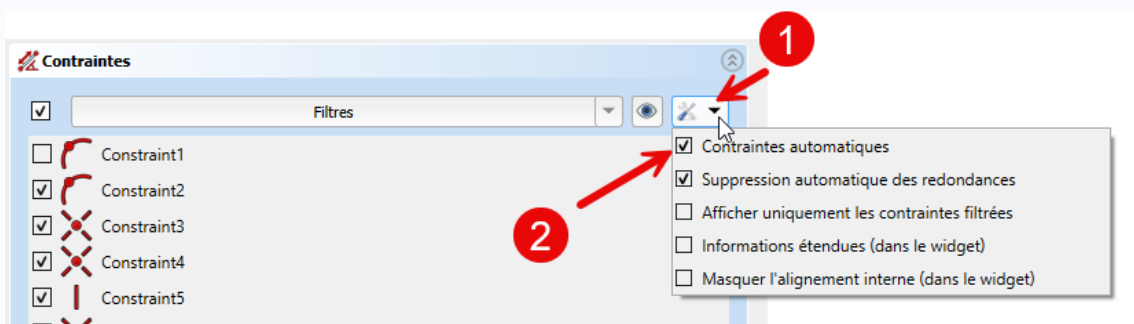 1
Contraintes
Filtres
Constraint1
Contraintes automatiques
Constraint2
Suppression automatique des redondances
Constraint3
Afficher uniquement les contraintes filtrées
2
Constraint4
Informations étendues (dans le widget)
Constraint5
Masquer l'alignement interne (dans le widget)